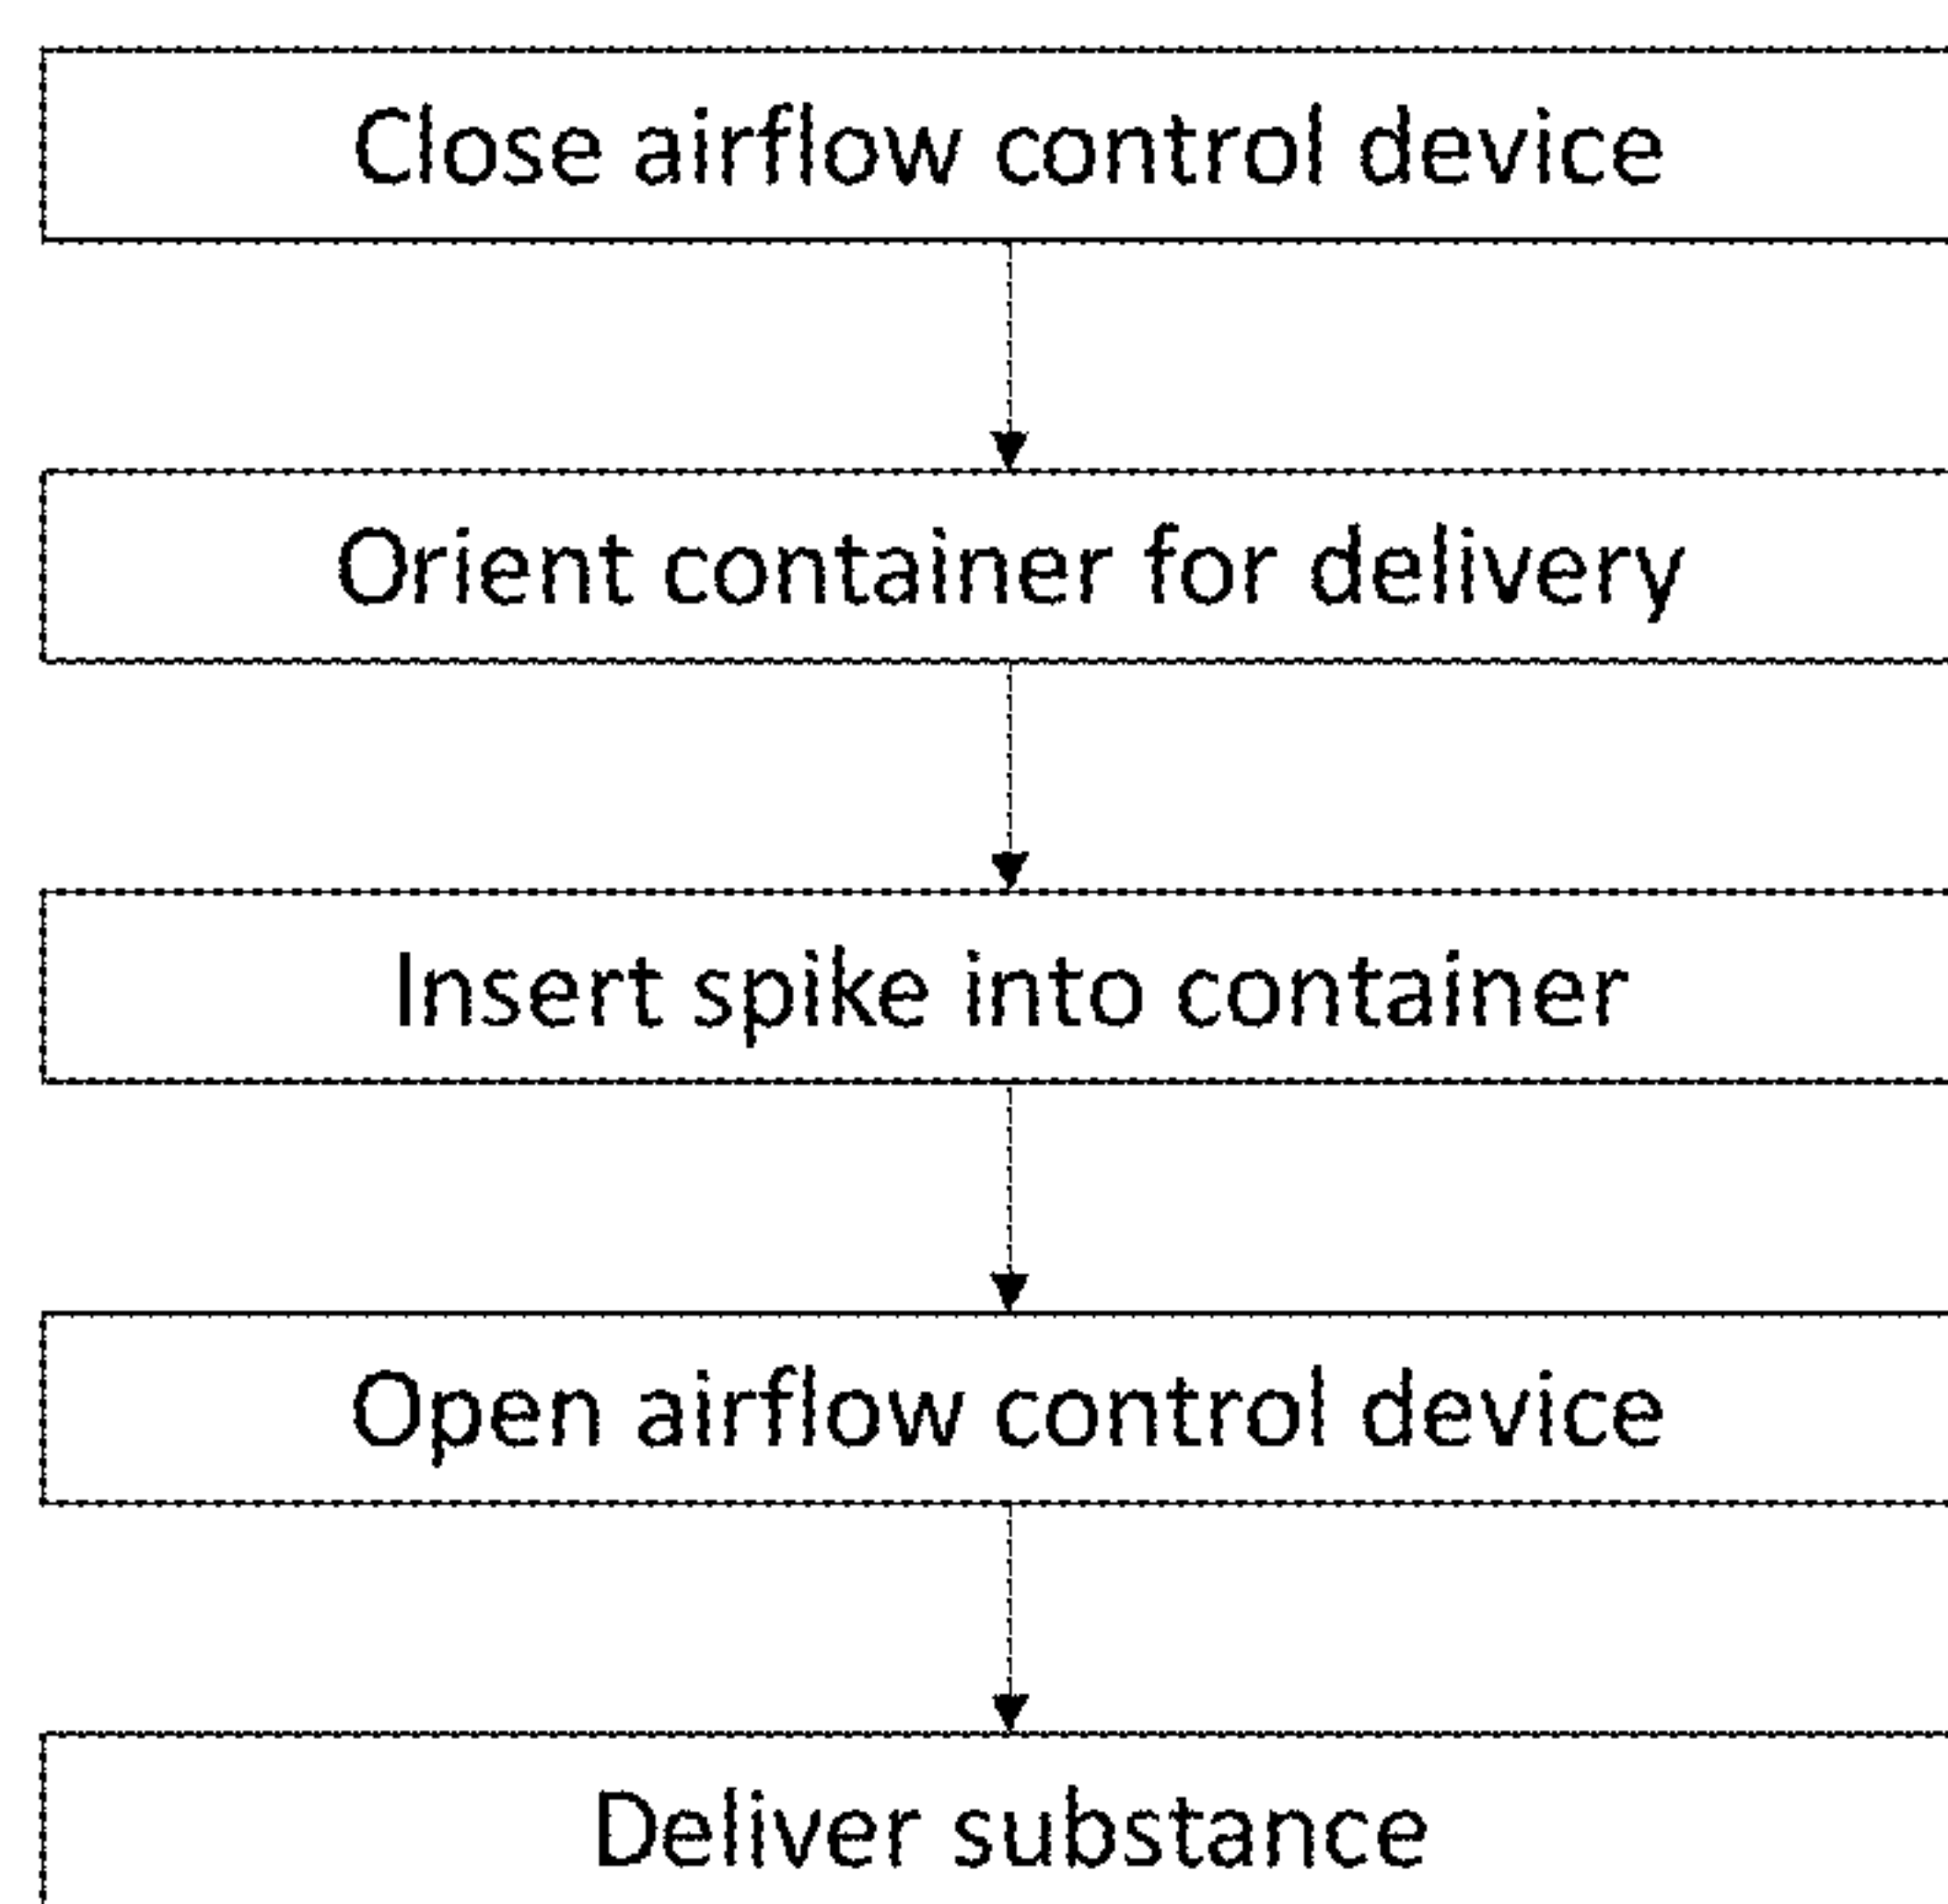 Close airflow control device
Orient container for delivery
Insert spike into container
Open airflow control device
Deliver substance